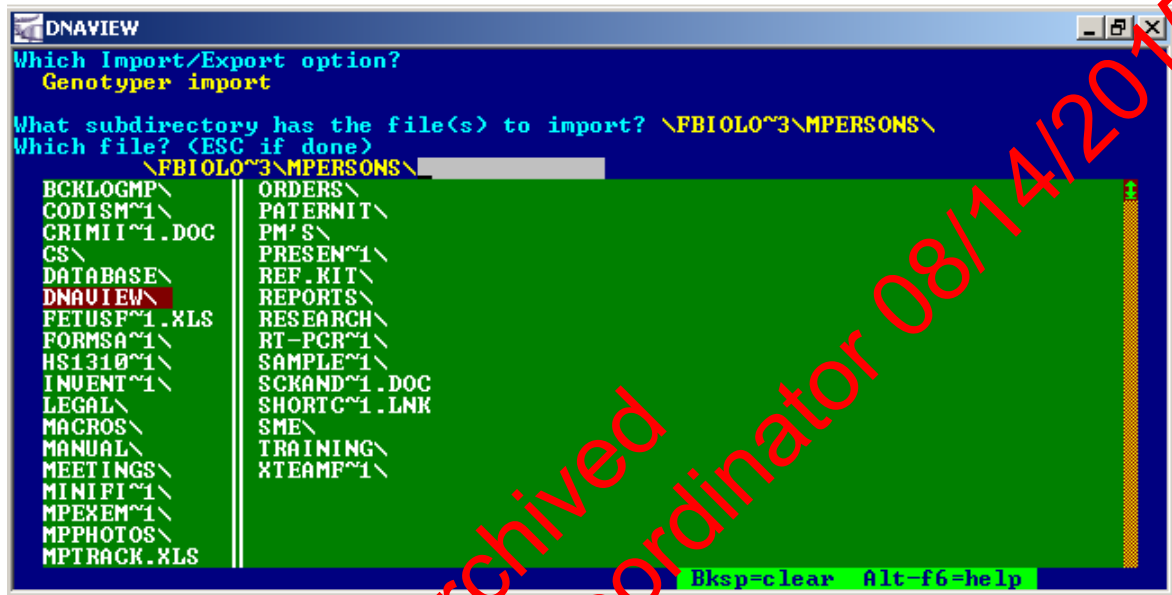 DNAVIEW
Which Import/Export option?
Genotyper import
What subdirectory has the file(s) to import? \FBIOLO~3\MPERSONS\
Which file? (ESC if done)
\FBIOLO~3\MPERSONS\_
BCKLOGMP\ ORDERS\
CODISM~1\ PATERNIT\
CRIMII~1.DOC PM'S\
CS\ PRESEN~1\
DATABASE\ REF.KIT\
DNAVIEW\ REPORTS\
FETUSF~1.XLS RESEARCH\
FORMSA~1\ RT-PCR~1\
HS1310~1\ SAMPLE~1\
INVENT~1\ SCKAND~1.DOC
LEGAL\ SHORTC~1.LNK
MACROS\ SME\
MANUAL\ TRAINING\
MEETINGS\ XTEAMF~1\
MINIFI~1\
MPEXEM~1\
MPPHOTOS\
MPTRACK.XLS
Bksp=clear Alt-f6=help
rchived
ordinator 08/14/201